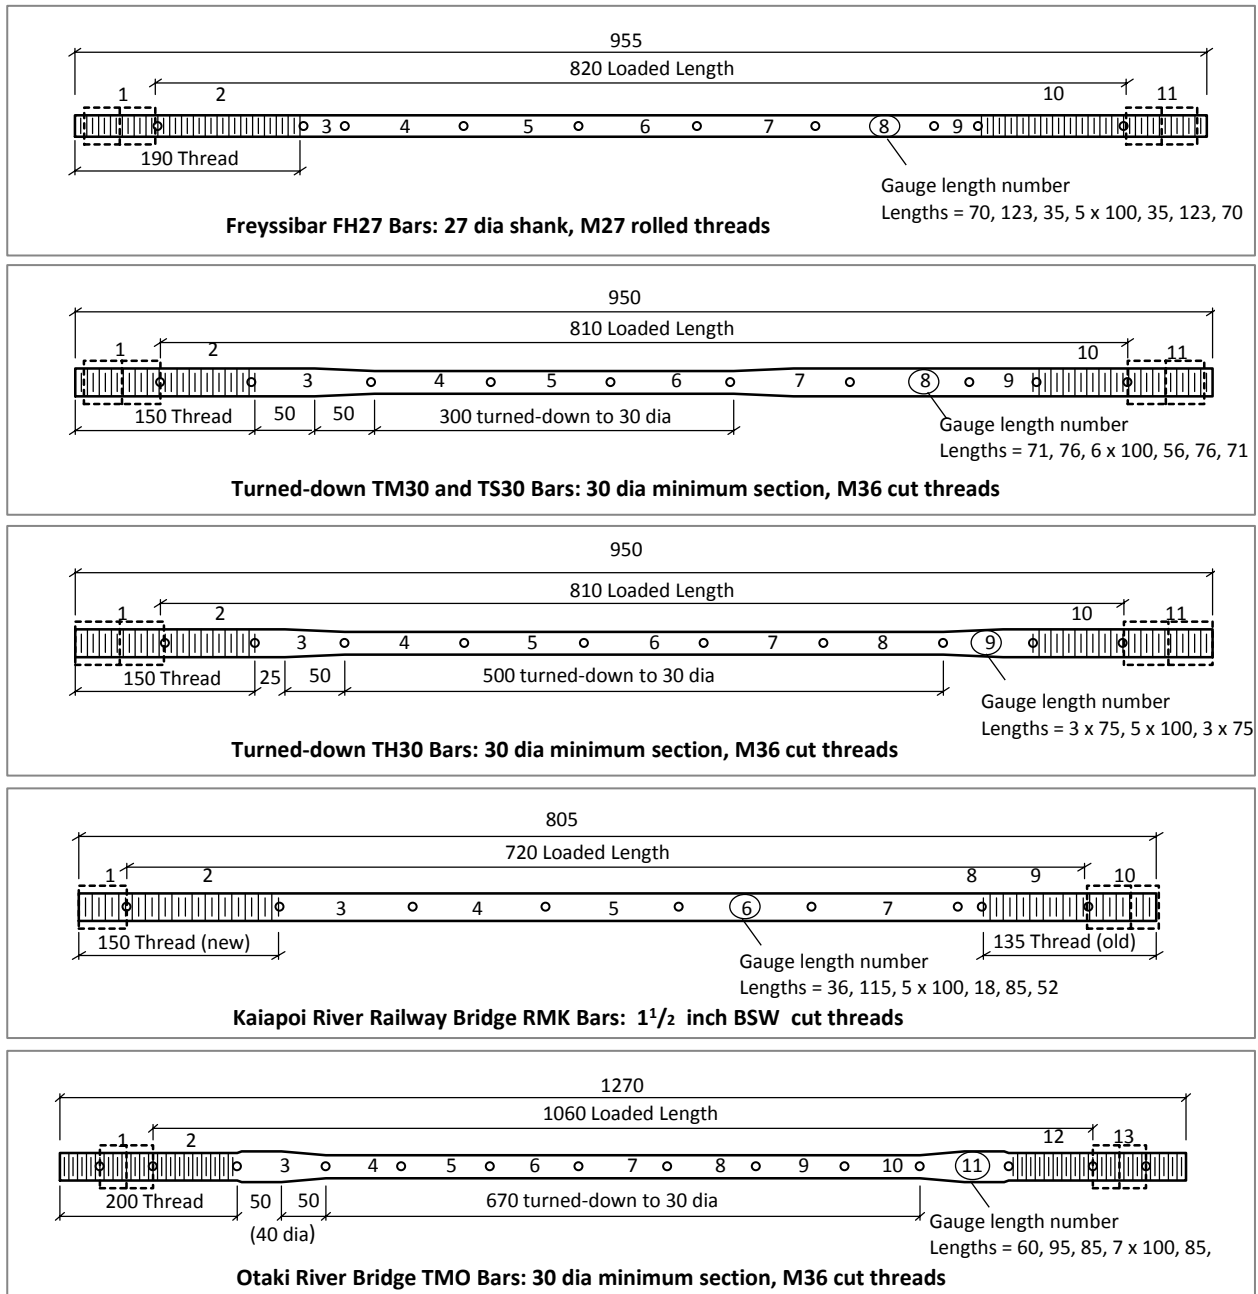 955
820 Loaded Length
1 2 10 11
3 4 5 6 7 8 9
190 Thread
Gauge length number
Lengths = 70, 123, 35, 5 x 100, 35, 123, 70
Freyssibar FH27 Bars: 27 dia shank, M27 rolled threads
950
810 Loaded Length
1 2 10 11
3 4 5 6 7 8 9
150 Thread 50 50 300 turned-down to 30 dia
Gauge length number
Lengths = 71, 76, 6 x 100, 56, 76, 71
Turned-down TM30 and TS30 Bars: 30 dia minimum section, M36 cut threads
950
810 Loaded Length
1 2 10 11
3 4 5 6 7 8 9
150 Thread 25 50 500 turned-down to 30 dia
Gauge length number
Lengths = 3 x 75, 5 x 100, 3 x 75
Turned-down TH30 Bars: 30 dia minimum section, M36 cut threads
805
720 Loaded Length
1 2 8 9 10
3 4 5 6 7
150 Thread (new) 135 Thread (old)
Gauge length number
Lengths = 36, 115, 5 x 100, 18, 85, 52
Kaiapoi River Railway Bridge RMK Bars: 1 1/2 inch BSW cut threads
1270
1060 Loaded Length
1 2 12 13
3 4 5 6 7 8 9 10 11
200 Thread 50 50 670 turned-down to 30 dia
(40 dia)
Gauge length number
Lengths = 60, 95, 85, 7 x 100, 85,
Otaki River Bridge TMO Bars: 30 dia minimum section, M36 cut threads